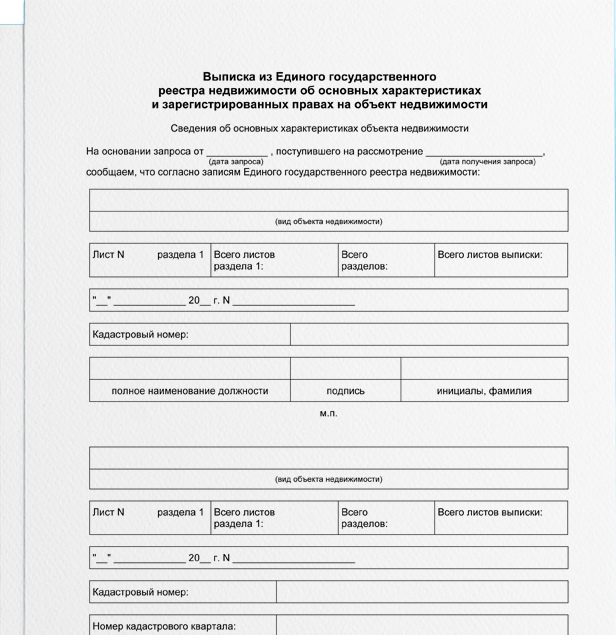 Выписка из Единого государственного
реестра недвижимости об основных характеристиках
и зарегистрированных правах на объект недвижимости
Сведения об основных характеристиках объекта недвижимости
На основании запроса от ___________ , поступившего на рассмотрение _____________________,
(дата запроса) (дата получения запроса)
сообщаем, что согласно записям Единого государственного реестра недвижимости:
(вид объекта недвижимости)
Лист N раздела 1 Всего листов раздела 1: Всего разделов: Всего листов выписки:
"__" _____________ 20__ г. N ______________________
Кадастровый номер:
полное наименование должности подпись инициалы, фамилия
м.п.
(вид объекта недвижимости)
Лист N раздела 1 Всего листов раздела 1: Всего разделов: Всего листов выписки:
"__" _____________ 20__ г. N ______________________
Кадастровый номер:
Номер кадастрового квартала: